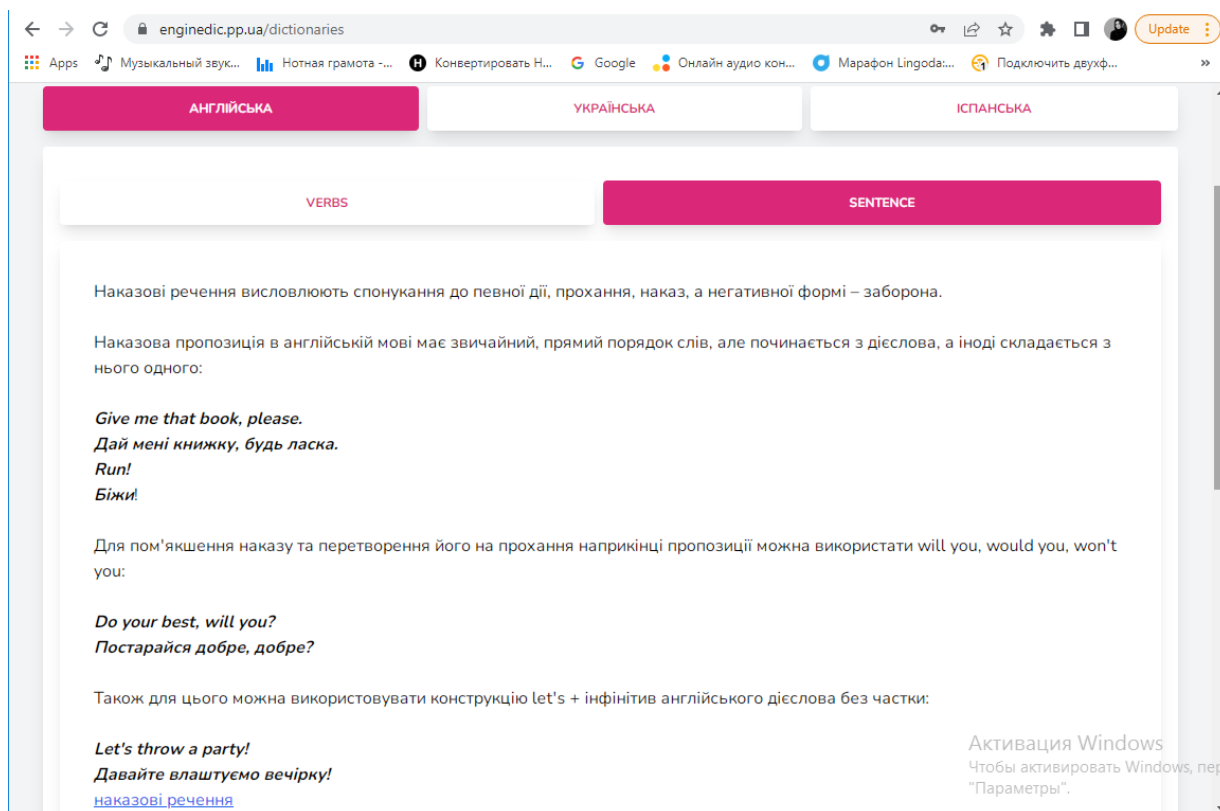 enginedic.pp.ua/dictionaries
Update
Apps
Музыкальный звук...
Нотная грамота -...
Конвертировать H...
Google
Онлайн аудио кон...
Марафон Lingoda:...
Подключить двухф...
»
АНГЛІЙСЬКА
УКРАЇНСЬКА
ІСПАНСЬКА
VERBS
SENTENCE
Наказові речення висловлюють спонукання до певної дії, прохання, наказ, а негативної формі – заборона.
Наказова пропозиція в англійській мові має звичайний, прямий порядок слів, але починається з дієслова, а іноді складається з
нього одного:
Give me that book, please.
Дай мені книжку, будь ласка.
Run!
Біжи!
Для пом'якшення наказу та перетворення його на прохання наприкінці пропозиції можна використати will you, would you, won't
you:
Do your best, will you?
Постарайся добре, добре?
Також для цього можна використовувати конструкцію let's + інфінітив англійського дієслова без частки:
Let's throw a party!
Давайте влаштуємо вечірку!
наказові речення
Активация Windows
Чтобы активировать Windows, пер
"Параметры".